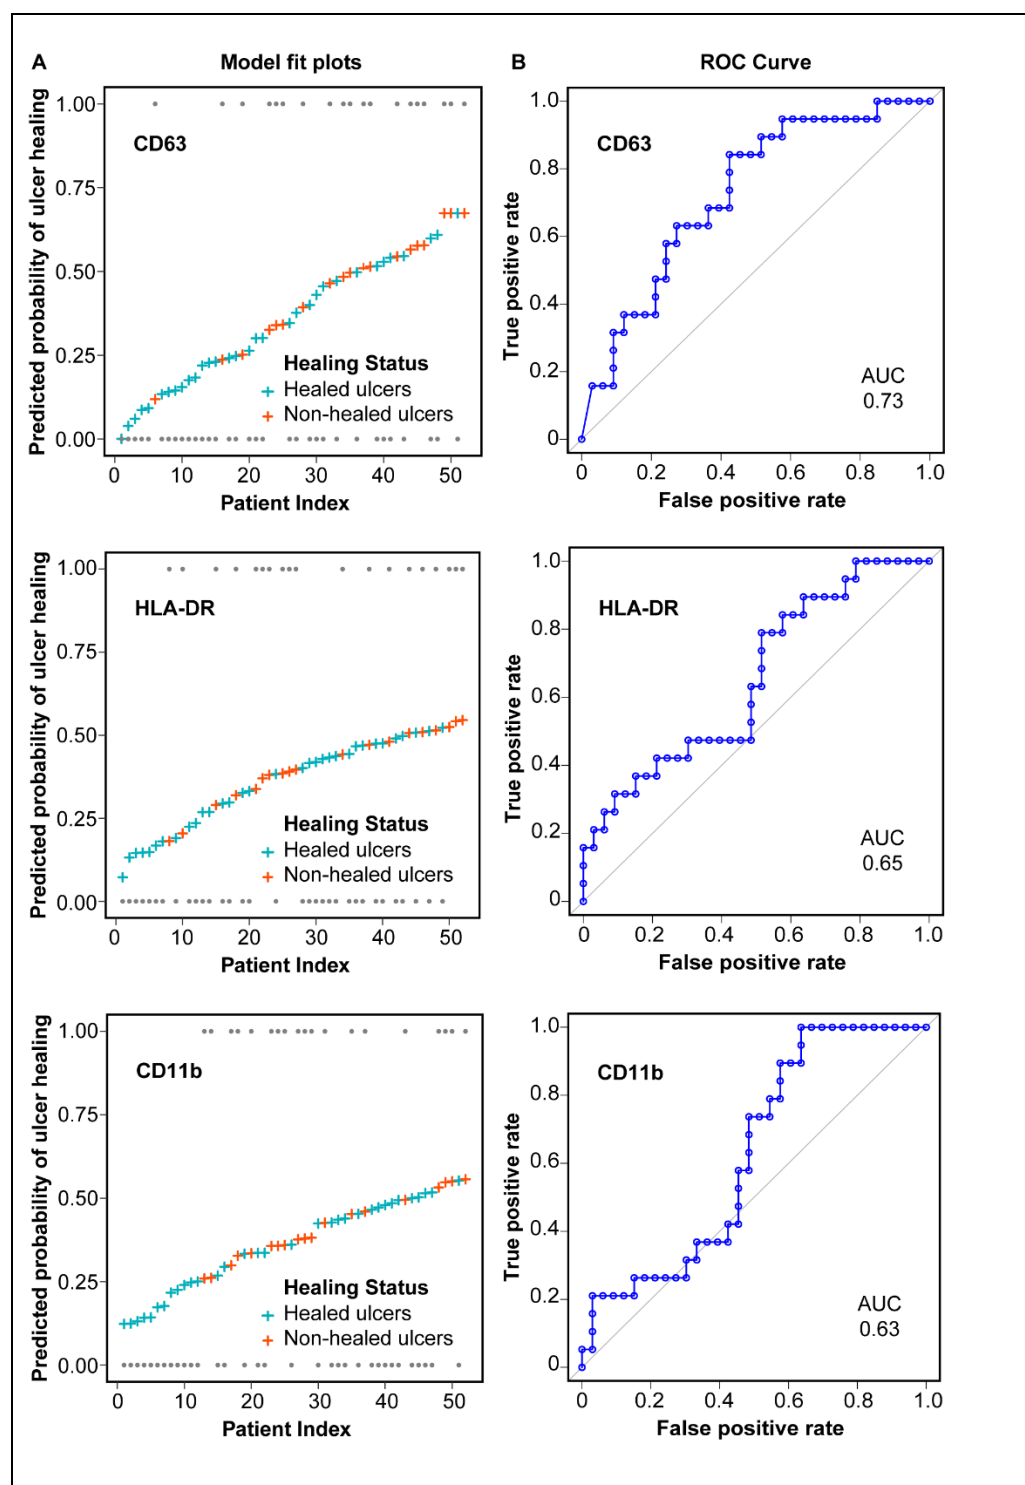 A Model fit plots
Predicted probability of ulcer healing
1.00
0.75
0.50
0.25
0.00
CD63
Healing Status
Healed ulcers
Non-healed ulcers
0 10 20 30 40 50
Patient Index
B ROC Curve
True positive rate
1.0
0.8
0.6
0.4
0.2
0
CD63
AUC
0.73
0 0.2 0.4 0.6 0.8 1.0
False positive rate
Predicted probability of ulcer healing
1.00
0.75
0.50
0.25
0.00
HLA-DR
Healing Status
Healed ulcers
Non-healed ulcers
0 10 20 30 40 50
Patient Index
True positive rate
1.0
0.8
0.6
0.4
0.2
0
HLA-DR
AUC
0.65
0 0.2 0.4 0.6 0.8 1.0
False positive rate
Predicted probability of ulcer healing
1.00
0.75
0.50
0.25
0.00
CD11b
Healing Status
Healed ulcers
Non-healed ulcers
0 10 20 30 40 50
Patient Index
True positive rate
1.0
0.8
0.6
0.4
0.2
0
CD11b
AUC
0.63
0 0.2 0.4 0.6 0.8 1.0
False positive rate